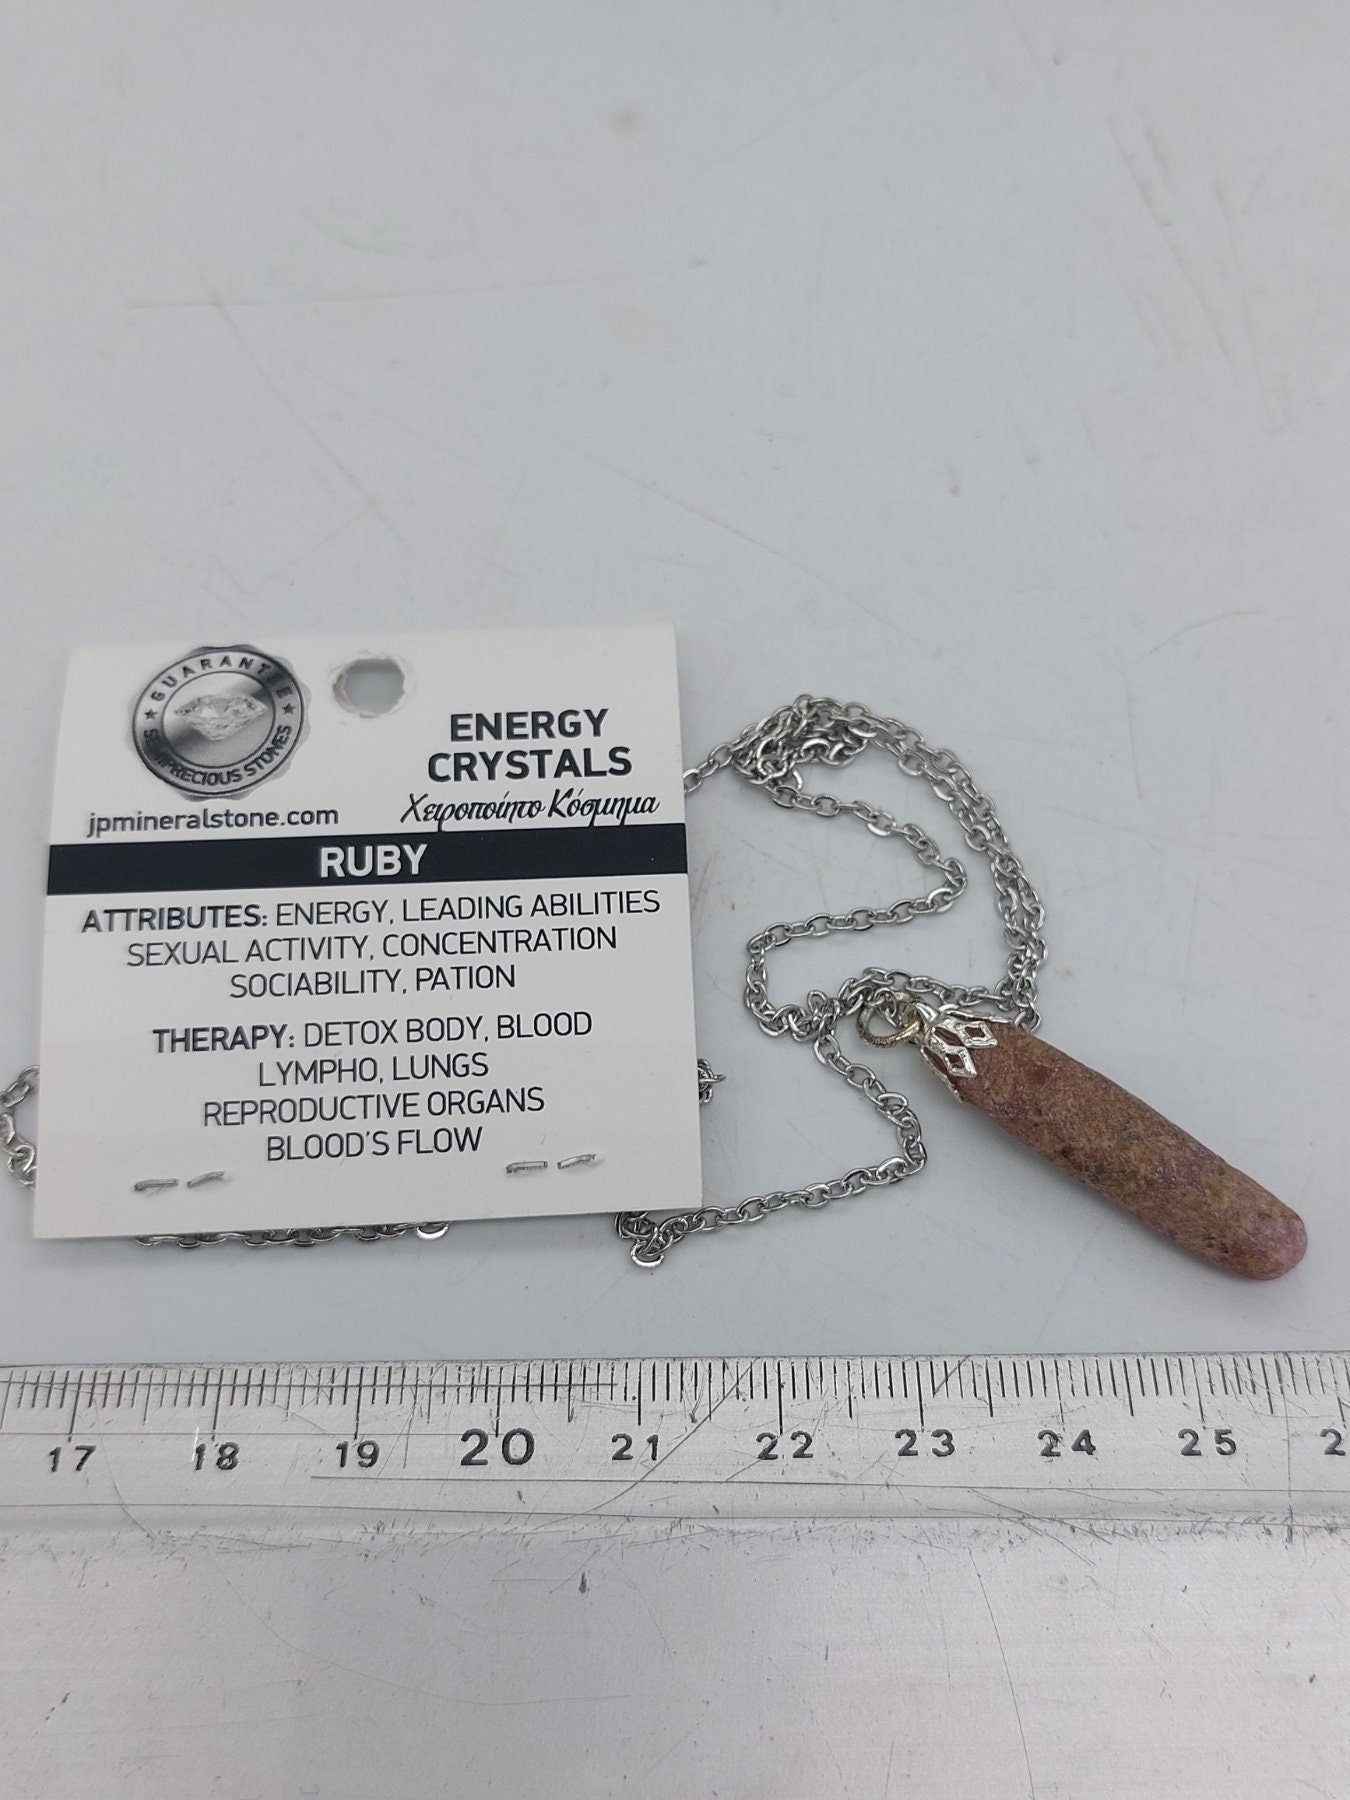 GUARANTEE
SEMIPRECIOUS STONES
jpmineralstone.com
ENERGY
CRYSTALS
Χειροποίητο Κόσμημα
RUBY
ATTRIBUTES: ENERGY, LEADING ABILITIES
SEXUAL ACTIVITY, CONCENTRATION
SOCIABILITY, PATION
THERAPY: DETOX BODY, BLOOD
LYMPHO, LUNGS
REPRODUCTIVE ORGANS
BLOOD'S FLOW
17 18 19 20 21 22 23 24 25 2